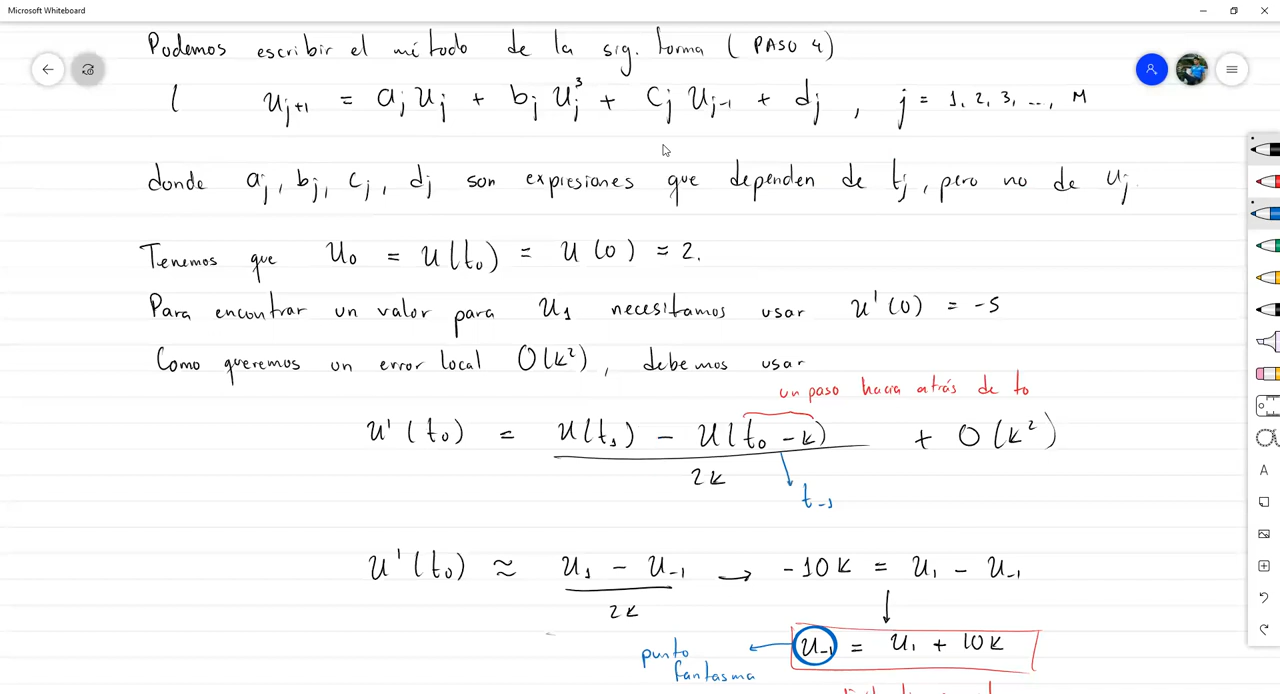 Microsoft Whiteboard
Podemos escribir el método de la sig. forma (PASO 4)
( u_{j+1} = a_j u_j + b_j u_j^3 + c_j u_{j-1} + d_j , j = 1, 2, 3, ..., M
donde a_j, b_j, c_j, d_j son expresiones que dependen de t_j, pero no de u_j.
Tenemos que u_0 = u(t_0) = u(0) = 2.
Para encontrar un valor para u_1 necesitamos usar u'(0) = -5
Como queremos un error local O(k²), debemos usar
un paso hacia atrás de t_0
u'(t_0) = (u(t_1) - u(t_0 - k)) / 2k + O(k²)
t_{-1}
u'(t_0) ≈ (u_1 - u_{-1}) / 2k → -10k = u_1 - u_{-1}
u_{-1} = u_1 + 10k
punto
fantasma
A